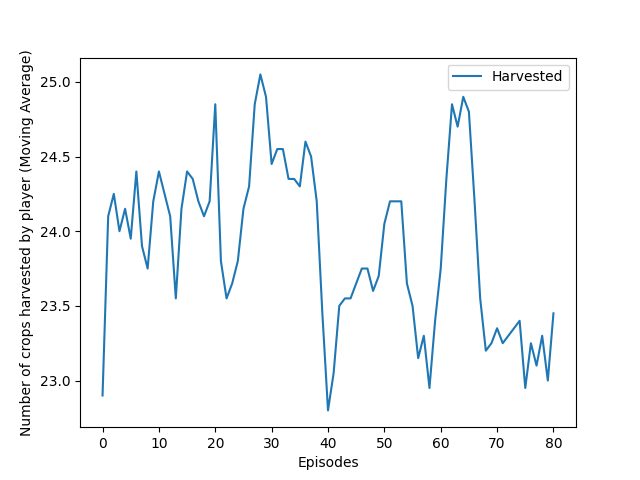 Harvested
Number of crops harvested by player (Moving Average)
25.0
24.5
24.0
23.5
23.0
0 10 20 30 40 50 60 70 80
Episodes